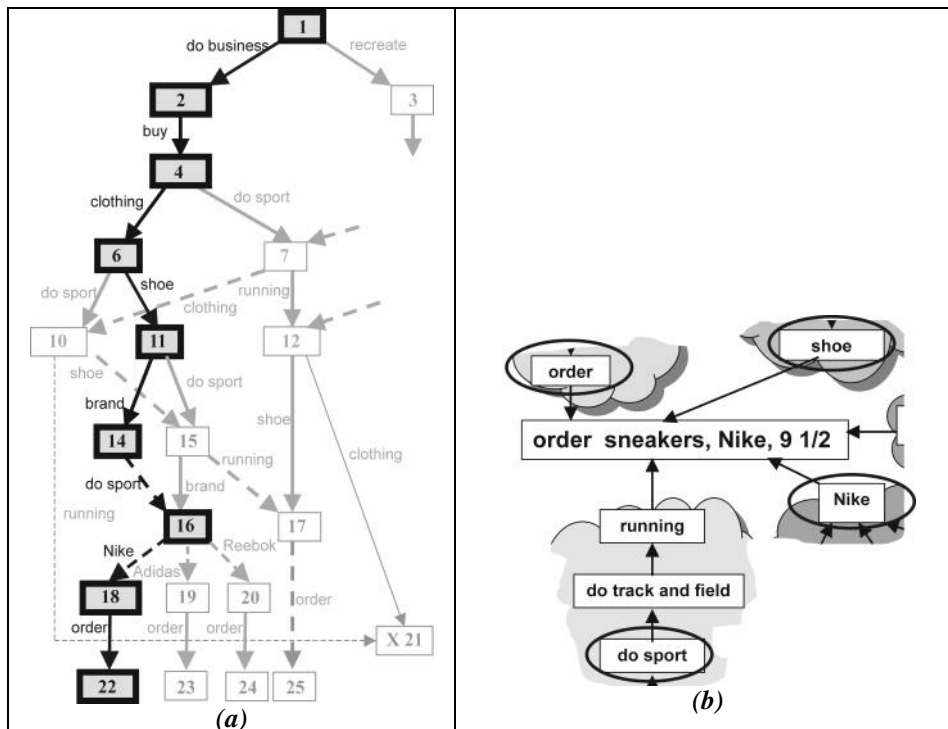 1
do business
recreate
2
3
buy
4
clothing
do sport
6
7
do sport
shoe
clothing
running
10
11
12
shoe
do sport
brand
shoe
clothing
14
15
running
do sport
brand
running
16
17
Nike
Adidas
Reebok
18
19
20
order
order
order
order
X 21
22
23
24
25
(a)
order
shoe
order sneakers, Nike, 9 1/2
Nike
running
do track and field
do sport
(b)